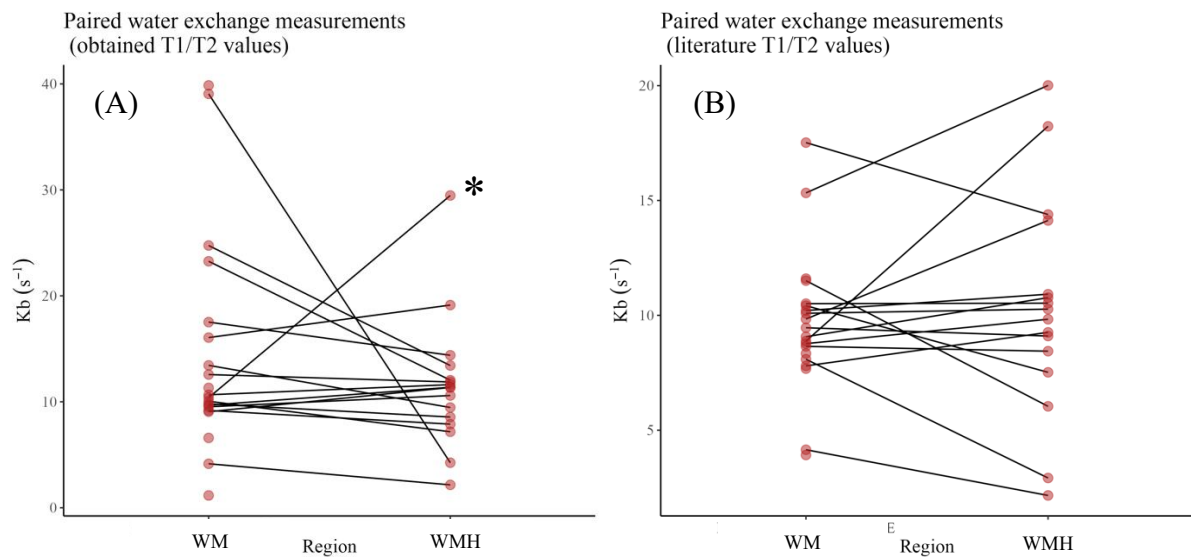 Paired water exchange measurements
(obtained T1/T2 values)
(A)
*
40
30
20
10
0
Kb (s⁻¹)
WM
Region
WMH
Paired water exchange measurements
(literature T1/T2 values)
(B)
20
15
10
5
Kb (s⁻¹)
E
WM
Region
WMH